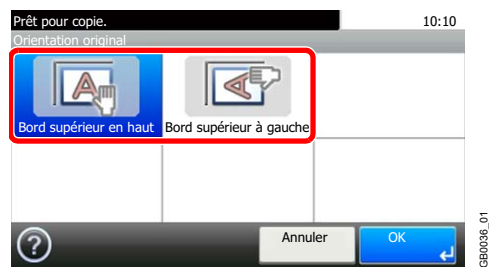 Prêt pour copie. 10:10
Orientation original
Bord supérieur en haut Bord supérieur à gauche
? Annuler OK
GB0036_01